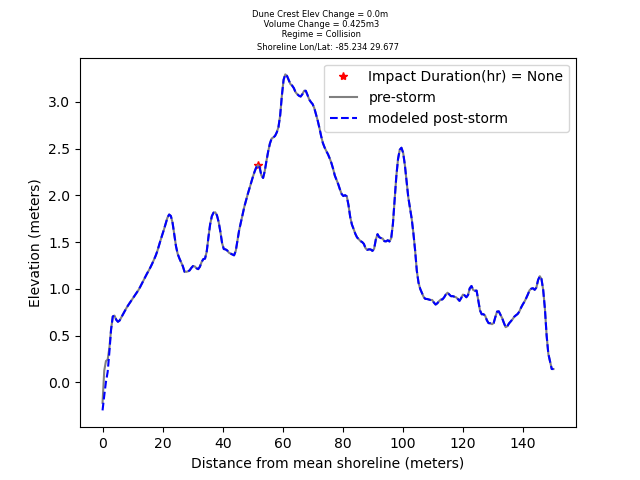 Dune Crest Elev Change = 0.0m
Volume Change = 0.425m3
Regime = Collision
Shoreline Lon/Lat: -85.234 29.677
Impact Duration(hr) = None
pre-storm
modeled post-storm
Elevation (meters)
3.0
2.5
2.0
1.5
1.0
0.5
0.0
0 20 40 60 80 100 120 140
Distance from mean shoreline (meters)